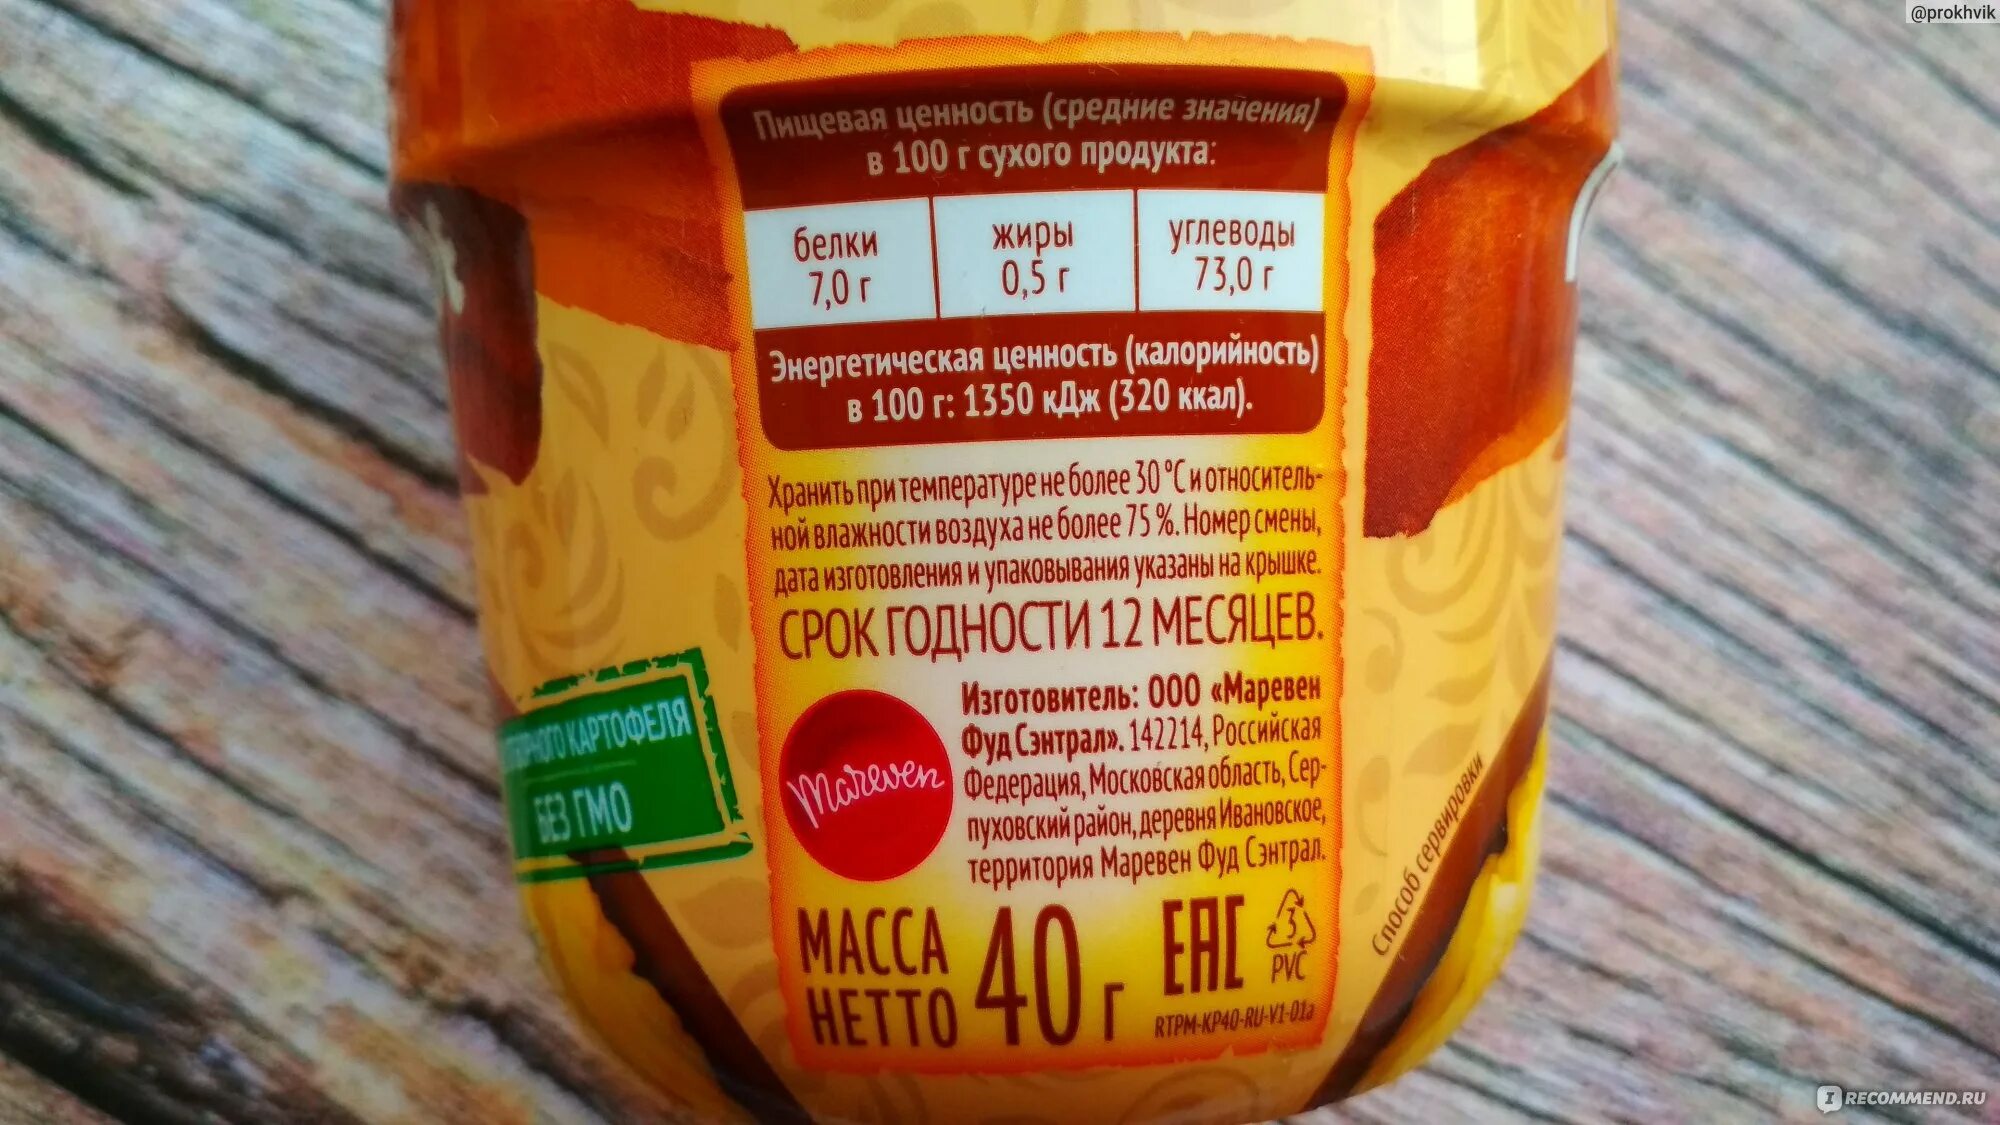 @prokhvik
Пищевая ценность (средние значения)
в 100 г сухого продукта:
белки
7,0 г
жиры
0,5 г
углеводы
73,0 г
Энергетическая ценность (калорийность)
в 100 г: 1350 кДж (320 ккал).
Хранить при температуре не более 30 °С и относитель-
ной влажности воздуха не более 75 %. Номер смены,
дата изготовления и упаковывания указаны на крышке.
СРОК ГОДНОСТИ 12 МЕСЯЦЕВ.
Mareven
Изготовитель: ООО «Маревен
Фуд Сэнтрал». 142214, Российская
Федерация, Московская область, Сер-
пуховский район, деревня Ивановское,
территория Маревен Фуд Сэнтрал.
МАССА
НЕТТО 40 г
EAC
3
PVC
RTPM-KP40-RU-V1-01a
КАРТОФЕЛЯ
БЕЗ ГМО
Способ сервировки
IRECOMMEND.RU